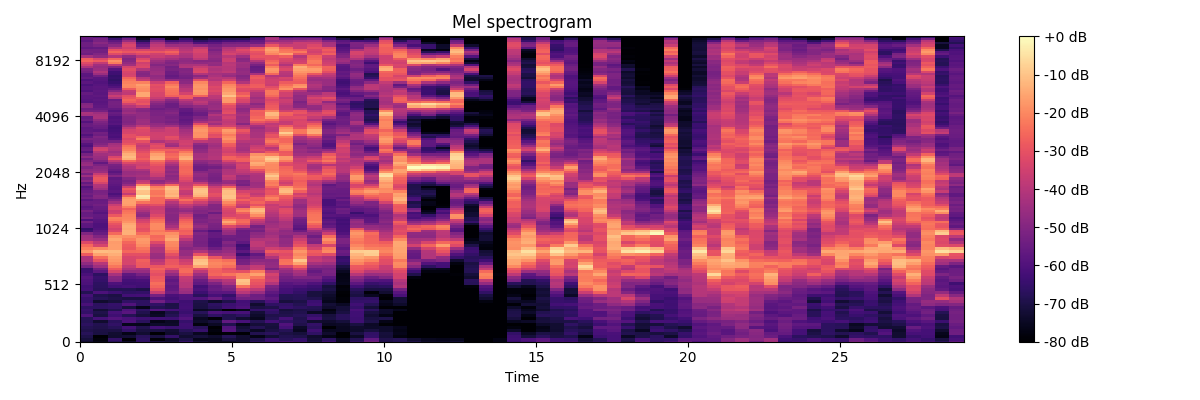 Mel spectrogram
+0 dB
8192
-10 dB
4096
-20 dB
-30 dB
2048
Hz
-40 dB
1024
-50 dB
-60 dB
512
-70 dB
0
-80 dB
0 5 10 15 20 25
Time